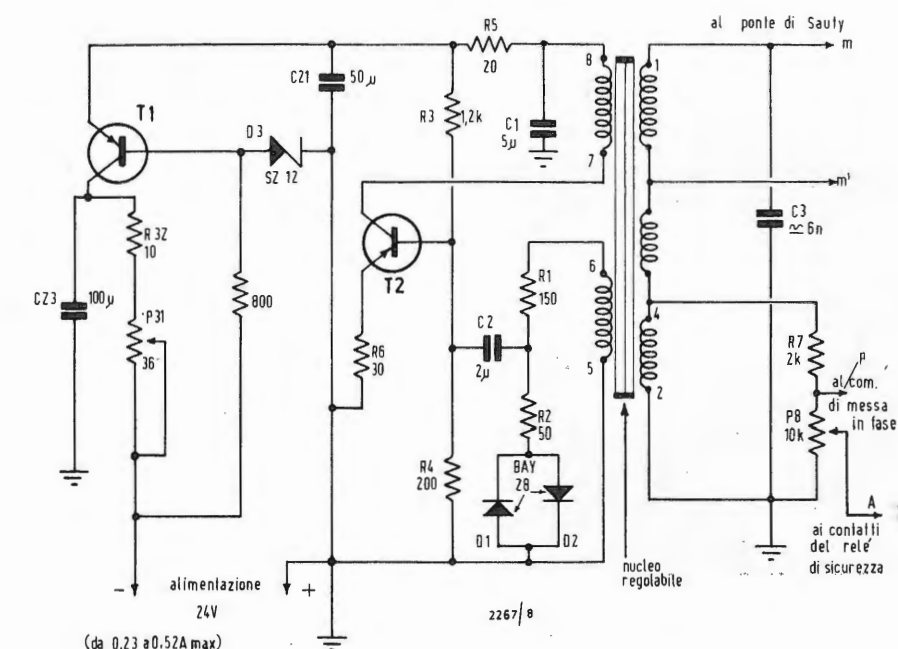 al ponte di Sauty
m
R5
20
8
1
C21
50µ
T1
R3
1,2k
C1
5µ
D3
SZ 12
7
m'
C3
≅ 6n
R32
10
T2
6
R1
150
CZ3
100µ
800
4
P31
36
C2
2µ
R6
30
R7
2k
p
5
2
al com.
di messa
in fase
R2
50
P8
10k
R4
200
BAY
28
A
D1
D2
ai contatti
del relè
di sicurezza
nucleo
regolabile
-
alimentazione
+
24V
2267/8
(da 0,23 a 0,52A max)